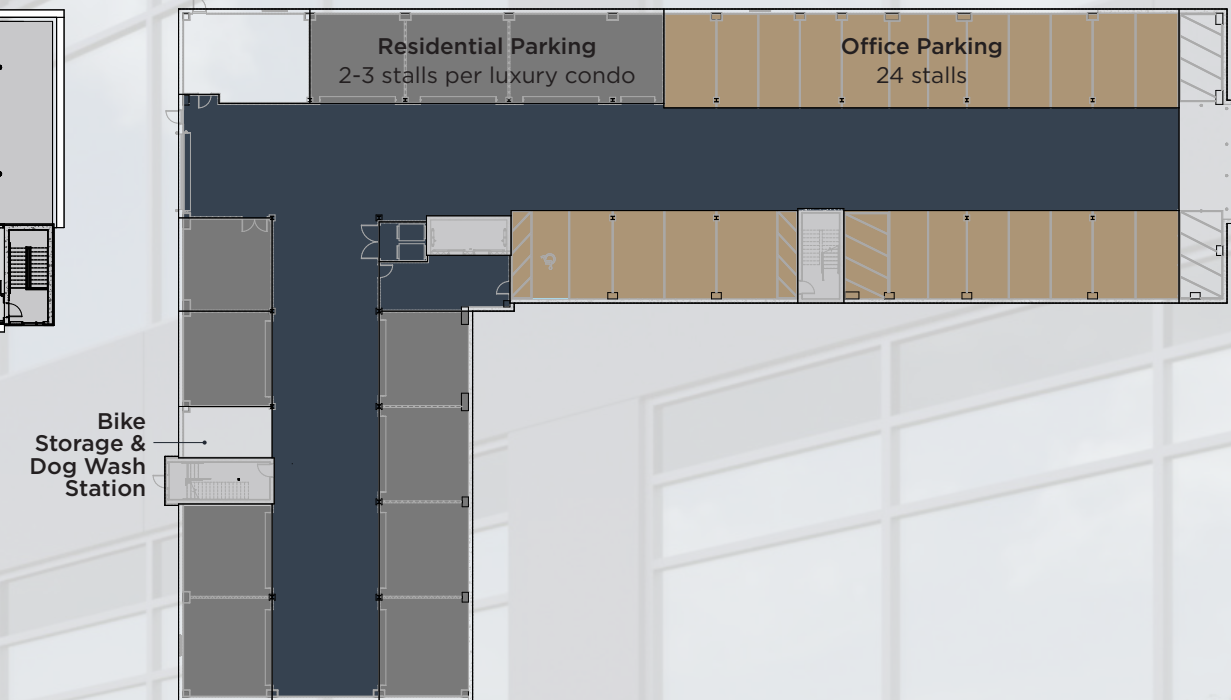 Residential Parking
2-3 stalls per luxury condo
Office Parking
24 stalls
Bike
Storage &
Dog Wash
Station